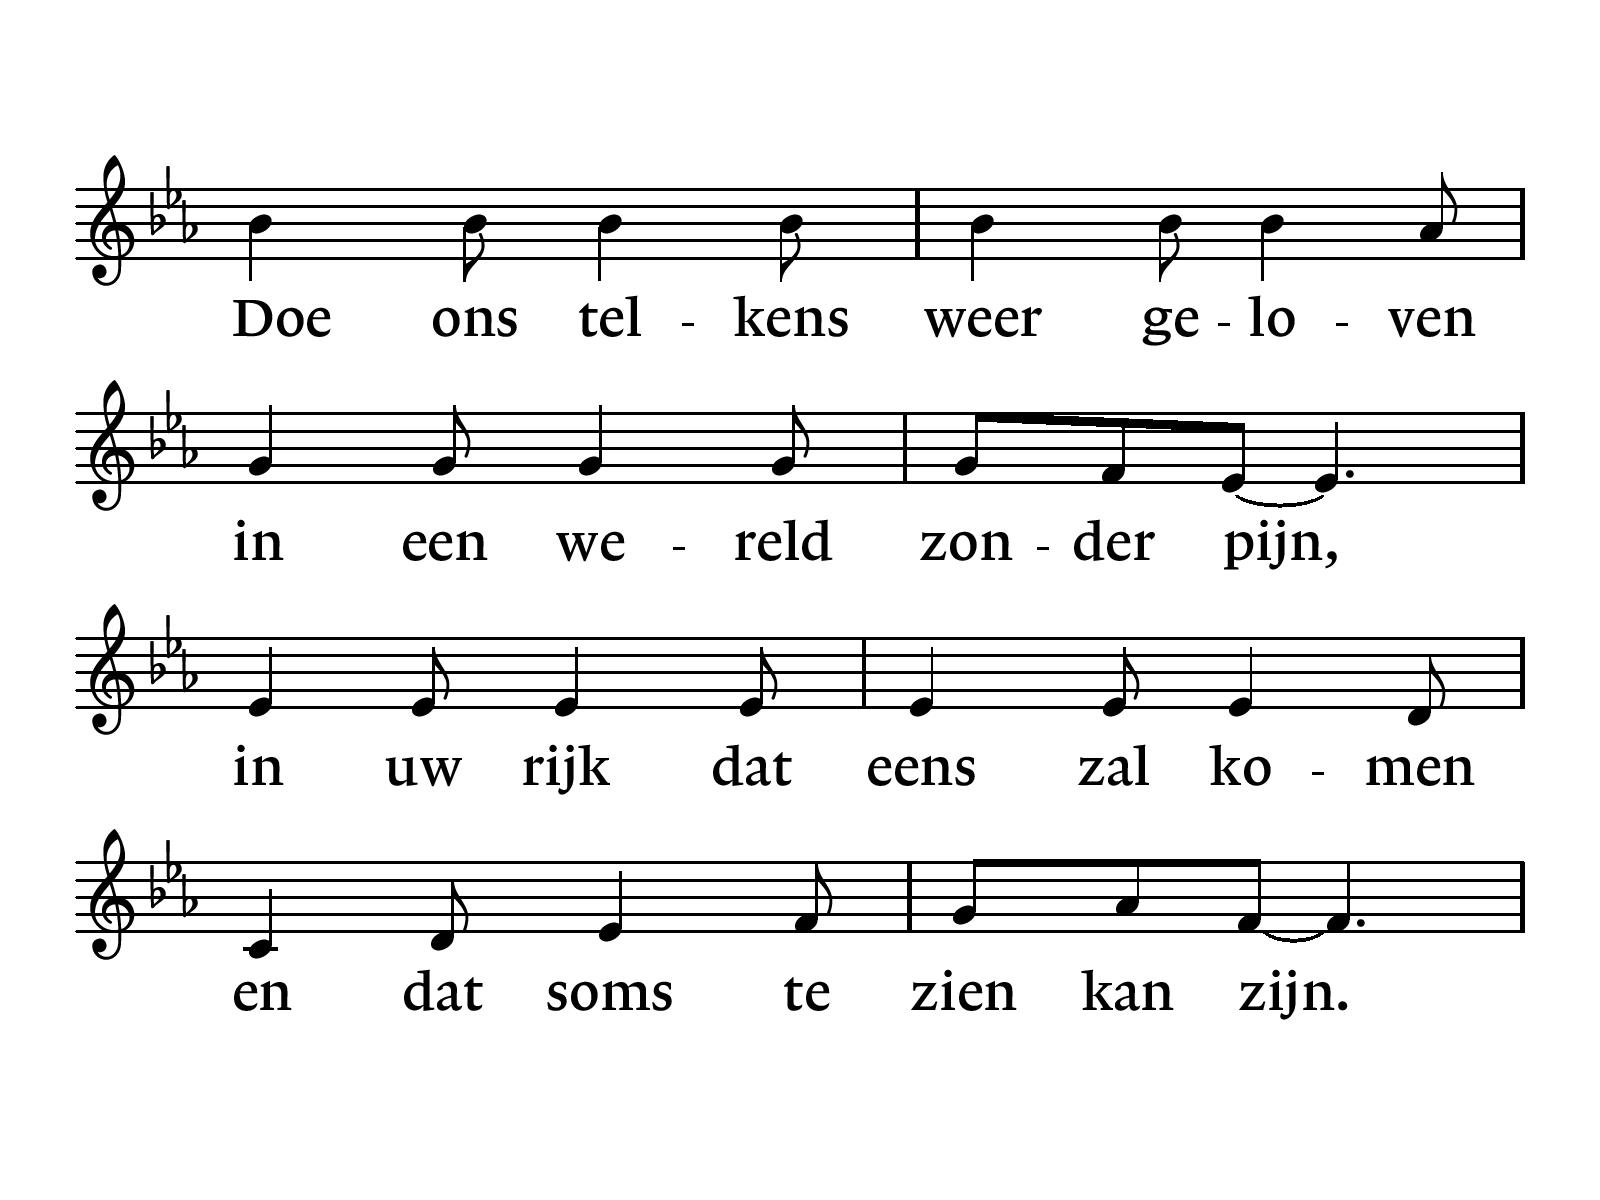 Doe ons tel - kens weer ge - lo - ven
in een we - reld zon - der pijn,
in uw rijk dat eens zal ko - men
en dat soms te zien kan zijn.